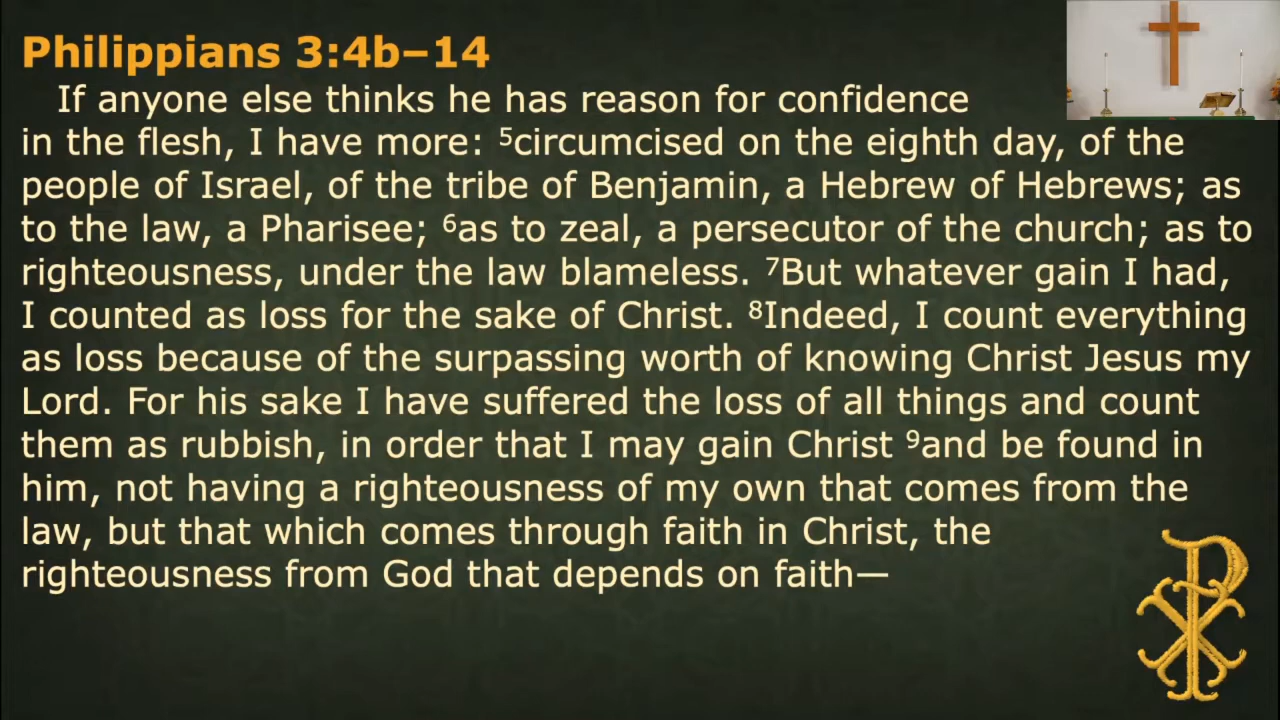 Philippians 3:4b–14
If anyone else thinks he has reason for confidence
in the flesh, I have more: ⁵circumcised on the eighth day, of the
people of Israel, of the tribe of Benjamin, a Hebrew of Hebrews; as
to the law, a Pharisee; ⁶as to zeal, a persecutor of the church; as to
righteousness, under the law blameless. ⁷But whatever gain I had,
I counted as loss for the sake of Christ. ⁸Indeed, I count everything
as loss because of the surpassing worth of knowing Christ Jesus my
Lord. For his sake I have suffered the loss of all things and count
them as rubbish, in order that I may gain Christ ⁹and be found in
him, not having a righteousness of my own that comes from the
law, but that which comes through faith in Christ, the
righteousness from God that depends on faith—